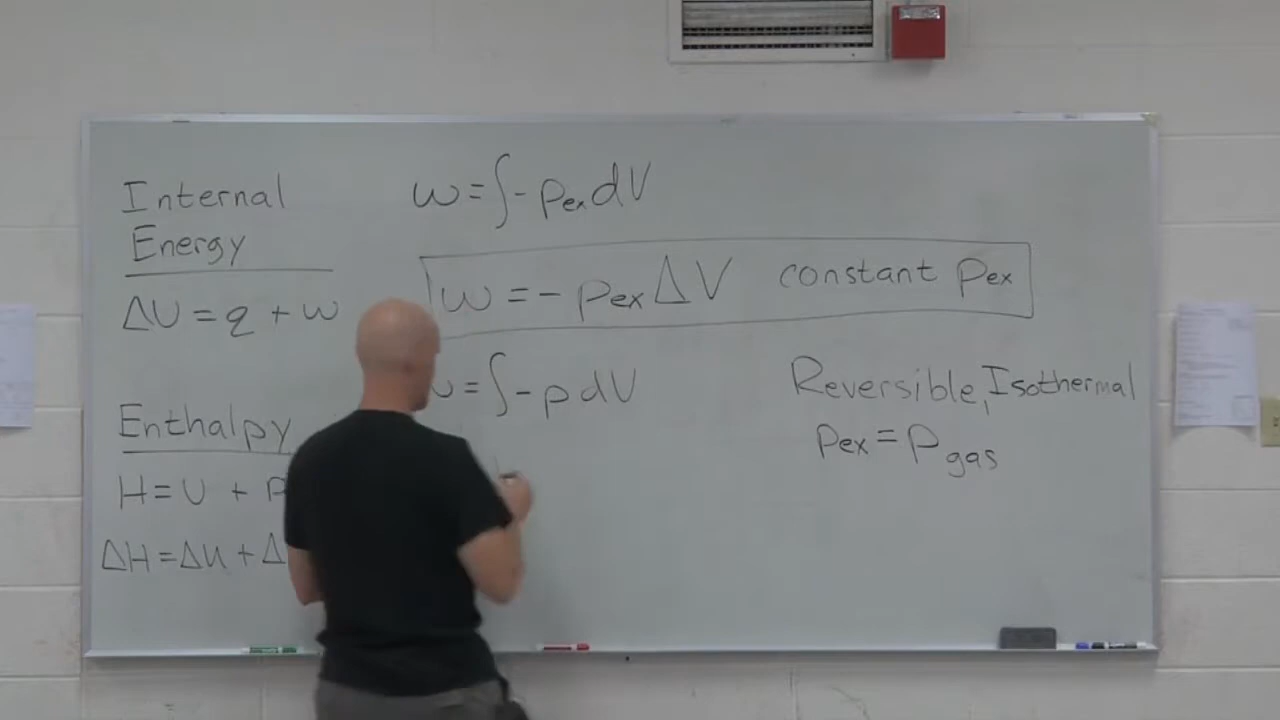 Internal
Energy
ΔU = q + w
Enthalpy
H = U + P
ΔH = ΔU + Δ
w = ∫ - pex dV
w = - pex ΔV constant pex
= ∫ - p dV
Reversible, Isothermal
pex = pgas